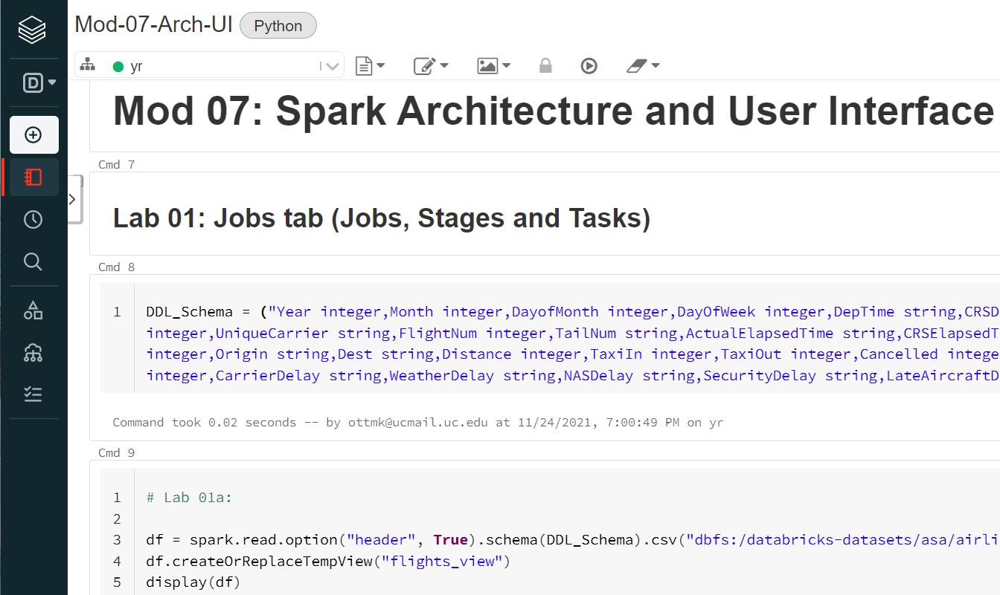 Mod-07-Arch-UI Python
yr
D
Mod 07: Spark Architecture and User Interface
Cmd 7
Lab 01: Jobs tab (Jobs, Stages and Tasks)
Cmd 8
1 DDL_Schema = ("Year integer,Month integer,DayofMonth integer,DayOfWeek integer,DepTime string,CRSD
integer,UniqueCarrier string,FlightNum integer,TailNum string,ActualElapsedTime string,CRSElapsedT
integer,Origin string,Dest string,Distance integer,TaxiIn integer,TaxiOut integer,Cancelled intege
integer,CarrierDelay string,WeatherDelay string,NASDelay string,SecurityDelay string,LateAircraftD
Command took 0.02 seconds -- by ottmk@ucmail.uc.edu at 11/24/2021, 7:00:49 PM on yr
Cmd 9
1 # Lab 01a:
2
3 df = spark.read.option("header", True).schema(DDL_Schema).csv("dbfs:/databricks-datasets/asa/airli
4 df.createOrReplaceTempView("flights_view")
5 display(df)